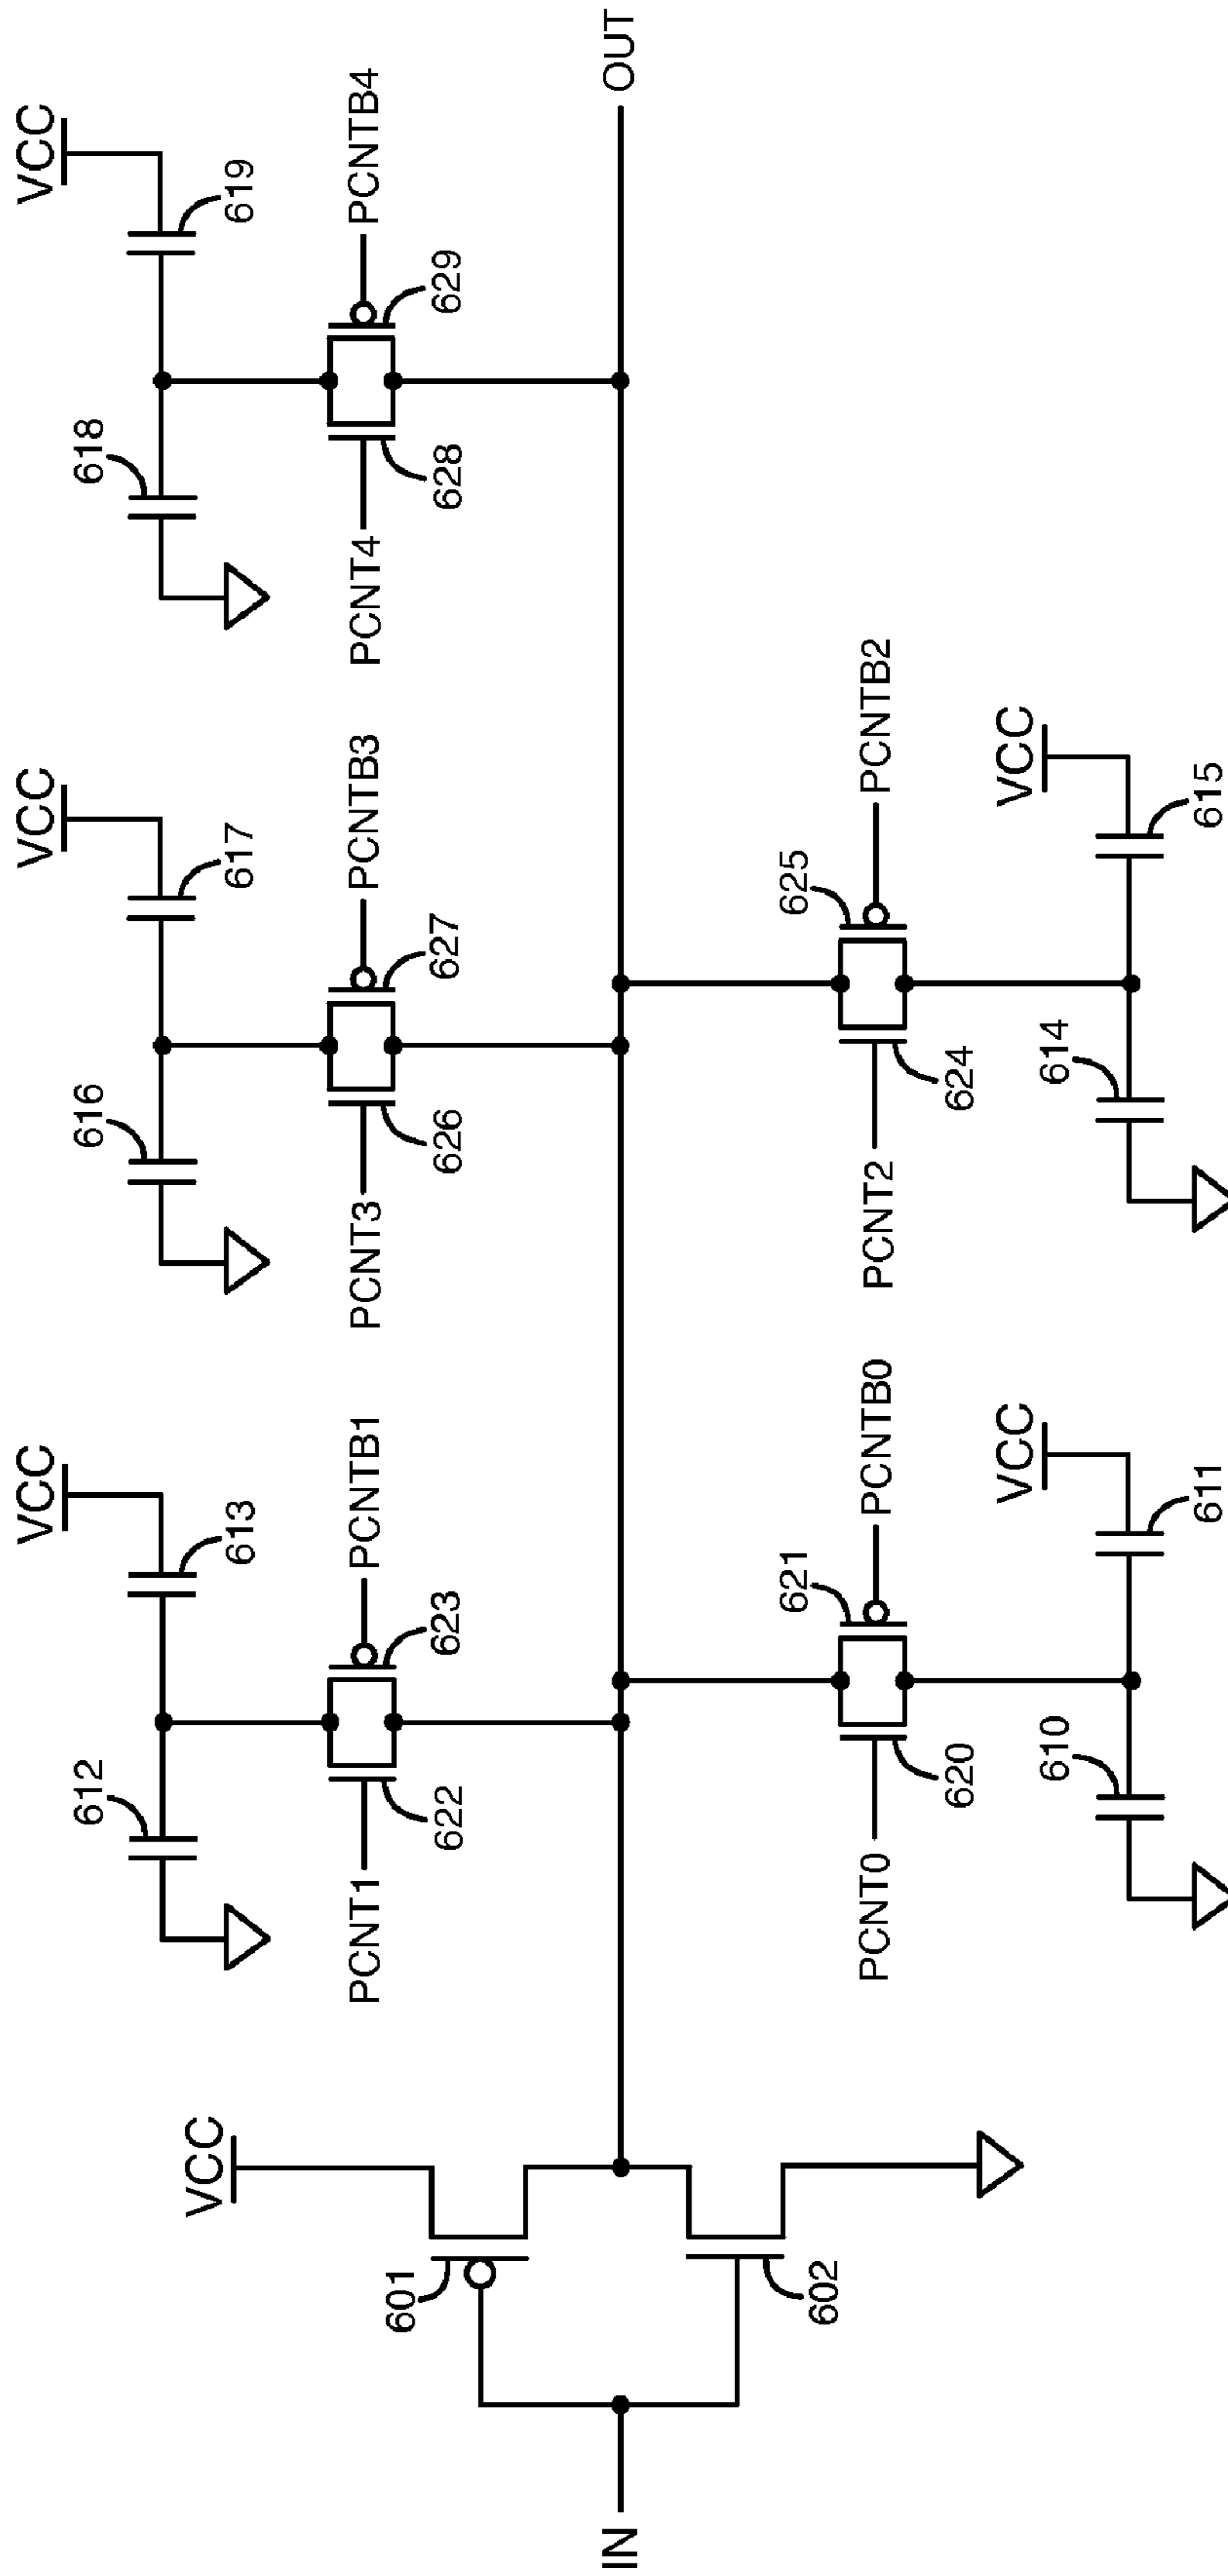 VCC
VCC
VCC
613
617
619
612
616
618
PCNTB1
PCNTB3
PCNTB4
623
627
629
622
626
628
PCNT1
PCNT3
PCNT4
VCC
601
602
IN
OUT
621
625
PCNTB0
PCNTB2
620
624
PCNT0
PCNT2
VCC
VCC
610
611
614
615